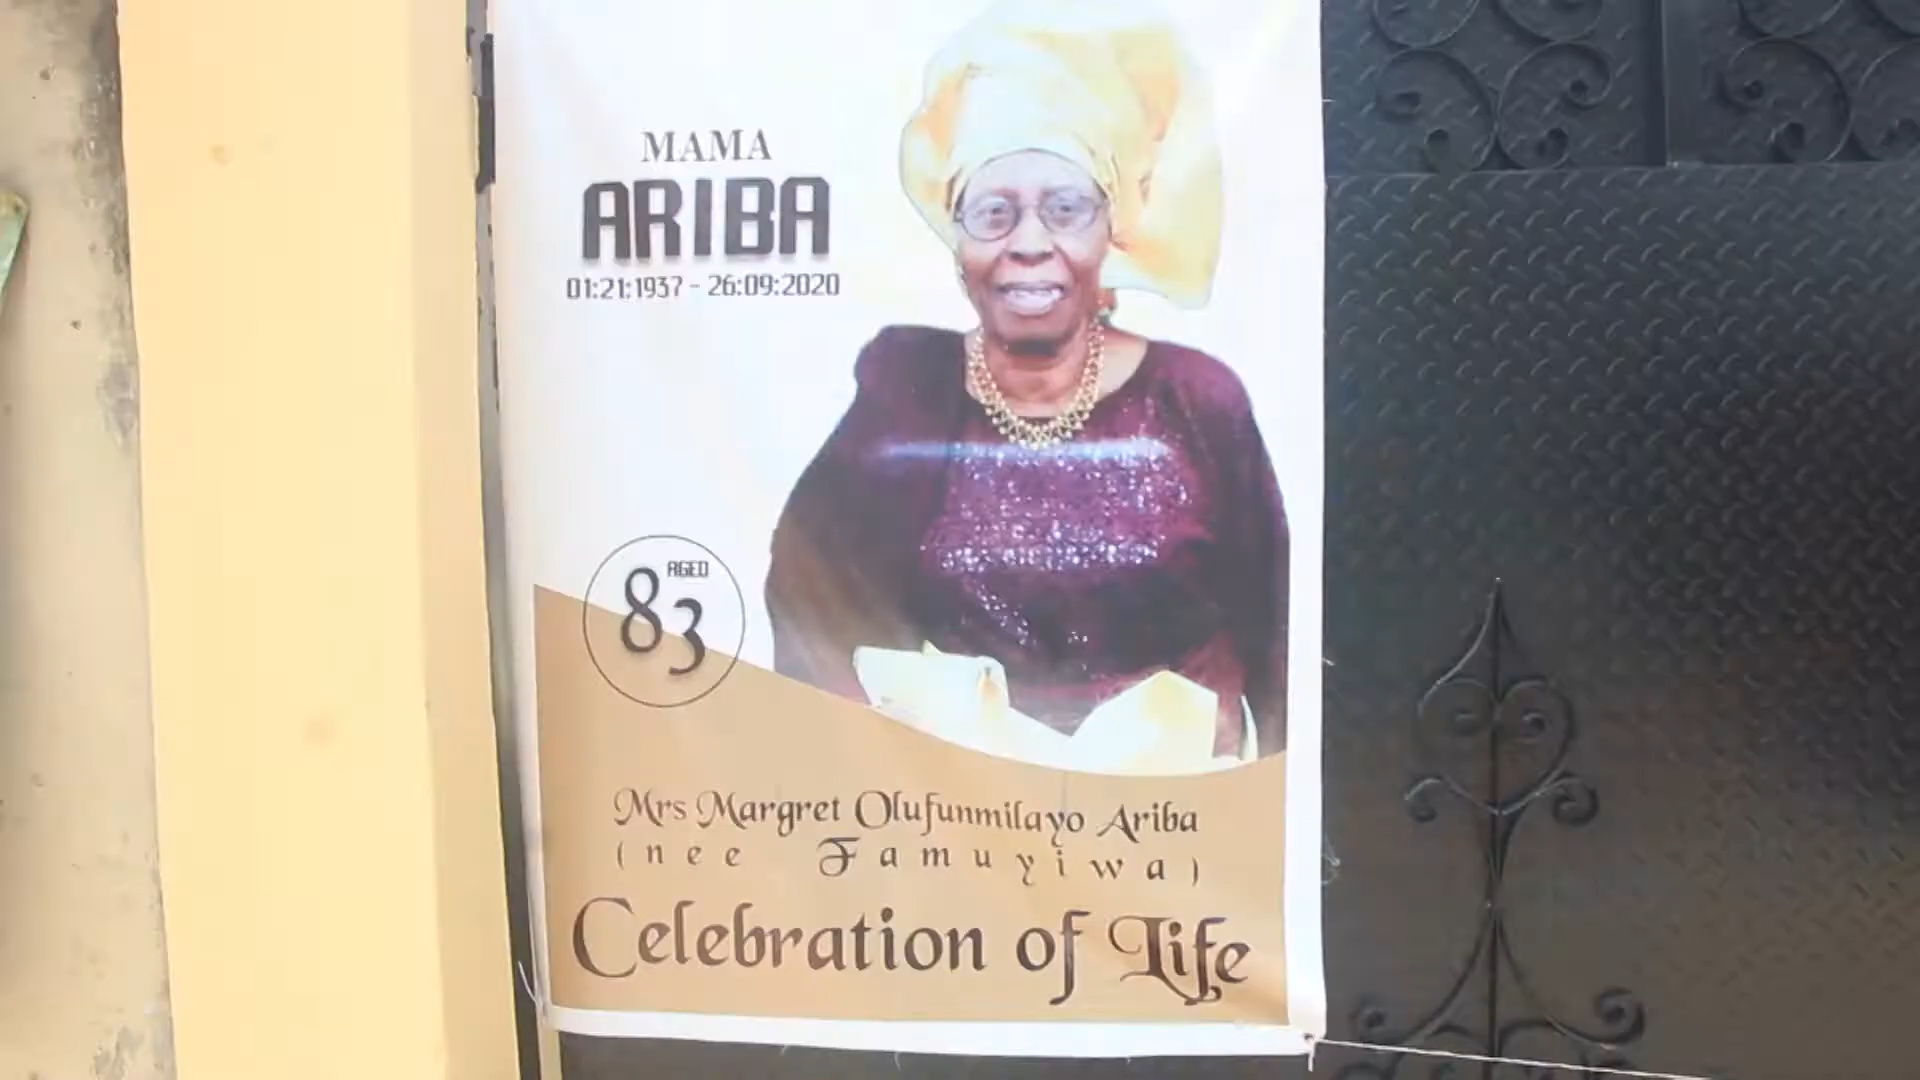 MAMA
ARIBA
01:21:1937 - 26:09:2020
AGED
83
Mrs Margret Olufunmilayo Ariba
(nee Famuyiwa)
Celebration of Life